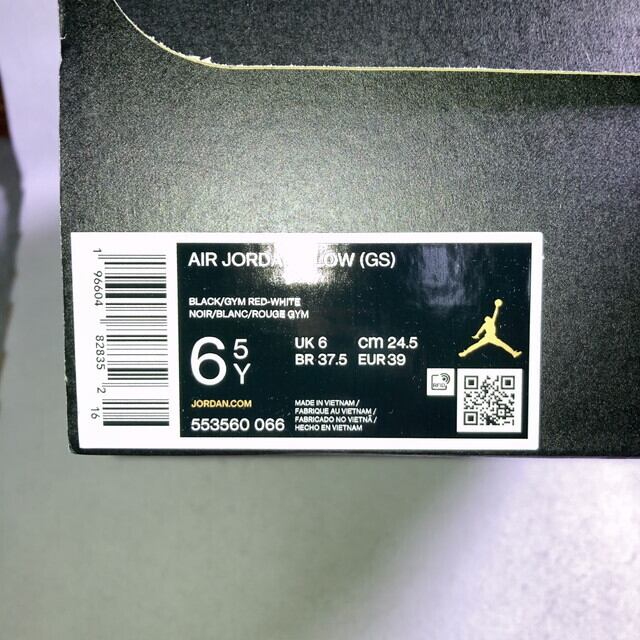 AIR JORDAN LOW (GS)
BLACK/GYM RED-WHITE
NOIR/BLANC/ROUGE GYM
6 5 Y
UK 6 CM 24.5
BR 37.5 EUR 39
JORDAN.COM
553560 066
MADE IN VIETNAM /
FABRIQUE AU VIETNAM /
FABRICADO NO VIETNÃ /
HECHO EN VIETNAM
RFID
1 96604 82835 2 16